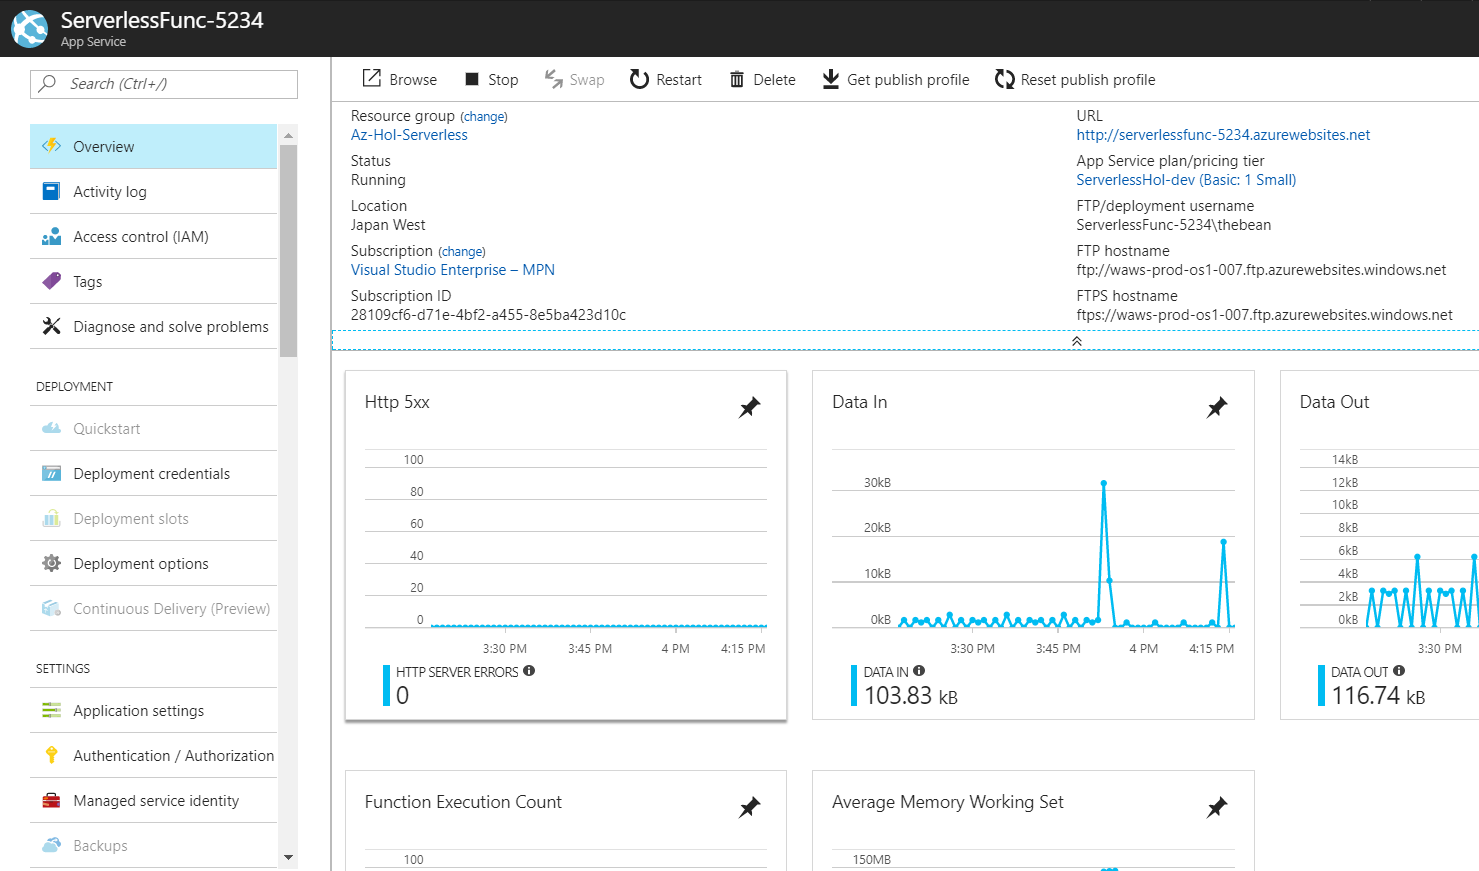 ServerlessFunc-5234
App Service
Search (Ctrl+/)
Overview
Activity log
Access control (IAM)
Tags
Diagnose and solve problems
DEPLOYMENT
Quickstart
Deployment credentials
Deployment slots
Deployment options
Continuous Delivery (Preview)
SETTINGS
Application settings
Authentication / Authorization
Managed service identity
Backups
Browse Stop Swap Restart Delete Get publish profile Reset publish profile
Resource group (change)
Az-Hol-Serverless
Status
Running
Location
Japan West
Subscription (change)
Visual Studio Enterprise – MPN
Subscription ID
28109cf6-d71e-4bf2-a455-8e5ba423d10c
URL
http://serverlessfunc-5234.azurewebsites.net
App Service plan/pricing tier
ServerlessHol-dev (Basic: 1 Small)
FTP/deployment username
ServerlessFunc-5234\thebean
FTP hostname
ftp://waws-prod-os1-007.ftp.azurewebsites.windows.net
FTPS hostname
ftps://waws-prod-os1-007.ftp.azurewebsites.windows.net
Http 5xx
100
80
60
40
20
0
3:30 PM 3:45 PM 4 PM 4:15 PM
HTTP SERVER ERRORS
0
Data In
30kB
20kB
10kB
0kB
3:30 PM 3:45 PM 4 PM 4:15 PM
DATA IN
103.83 kB
Data Out
14kB
12kB
10kB
8kB
6kB
4kB
2kB
0kB
3:30 PM
DATA OUT
116.74 kB
Function Execution Count
100
Average Memory Working Set
150MB